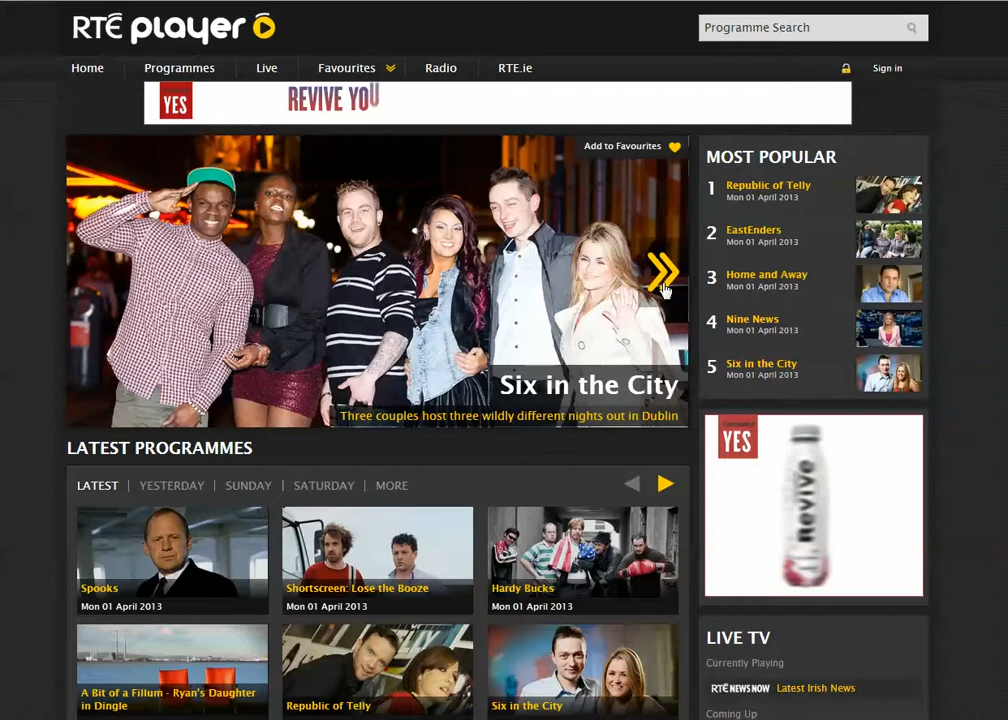 RTÉ player
Programme Search
Home
Programmes
Live
Favourites
Radio
RTE.ie
Sign in
YES
REVIVE YOU
Add to Favourites
Six in the City
Three couples host three wildly different nights out in Dublin
MOST POPULAR
1 Republic of Telly
Mon 01 April 2013
2 EastEnders
Mon 01 April 2013
3 Home and Away
Mon 01 April 2013
4 Nine News
Mon 01 April 2013
5 Six in the City
Mon 01 April 2013
YES
revive
LATEST PROGRAMMES
LATEST | YESTERDAY | SUNDAY | SATURDAY | MORE
Spooks
Mon 01 April 2013
Shortscreen: Lose the Booze
Mon 01 April 2013
Hardy Bucks
Mon 01 April 2013
A Bit of a Fillum - Ryan's Daughter
in Dingle
Republic of Telly
Six in the City
LIVE TV
Currently Playing
RTÉ NEWS NOW Latest Irish News
Coming Up